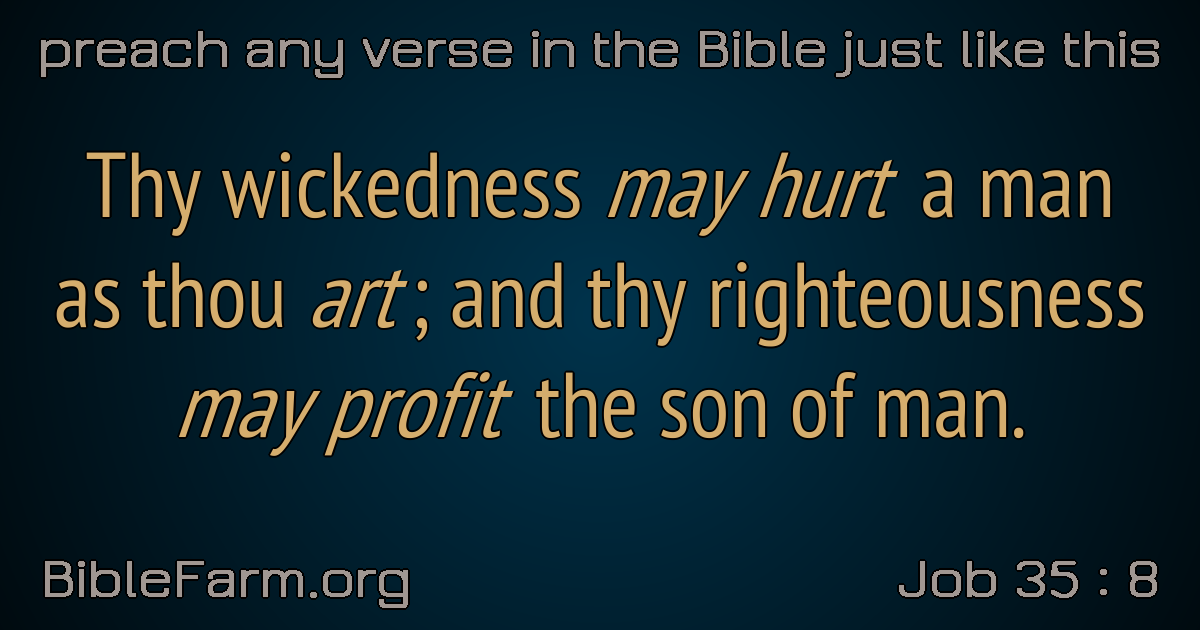 preach any verse in the Bible just like this
Thy wickedness may hurt a man
as thou art; and thy righteousness
may profit the son of man.
BibleFarm.org
Job 35 : 8